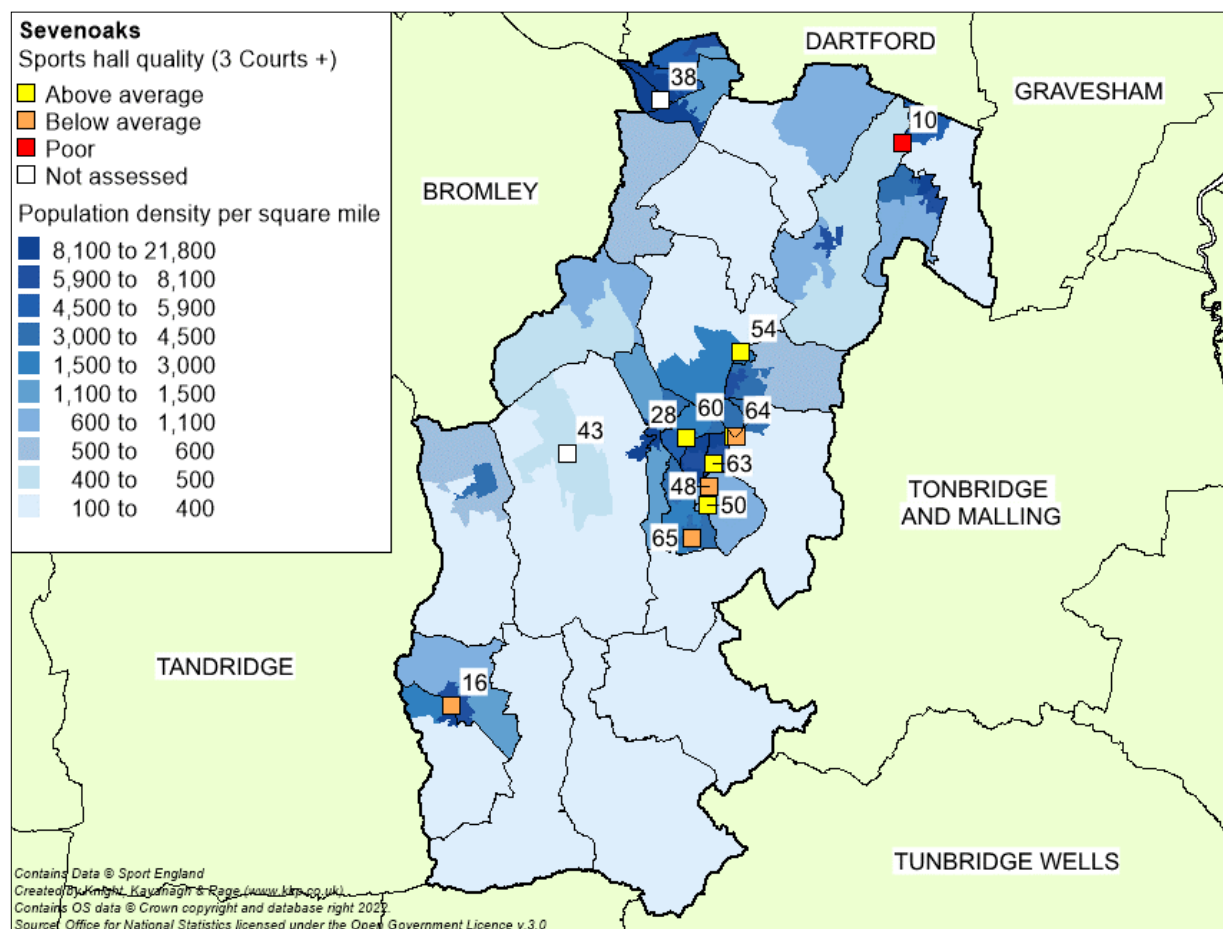 Sevenoaks
Sports hall quality (3 Courts +)
Above average
Below average
Poor
Not assessed
Population density per square mile
8,100 to 21,800
5,900 to 8,100
4,500 to 5,900
3,000 to 4,500
1,500 to 3,000
1,100 to 1,500
600 to 1,100
500 to 600
400 to 500
100 to 400
DARTFORD
GRAVESHAM
BROMLEY
38
10
54
28
60
64
43
63
48
50
65
TONBRIDGE
AND MALLING
TANDRIDGE
16
TUNBRIDGE WELLS
Contains Data © Sport England
Created by Knight, Kavanagh & Page (www.kkp.co.uk)
Contains OS data © Crown copyright and database right 2022.
Source: Office for National Statistics licensed under the Open Government Licence v.3.0